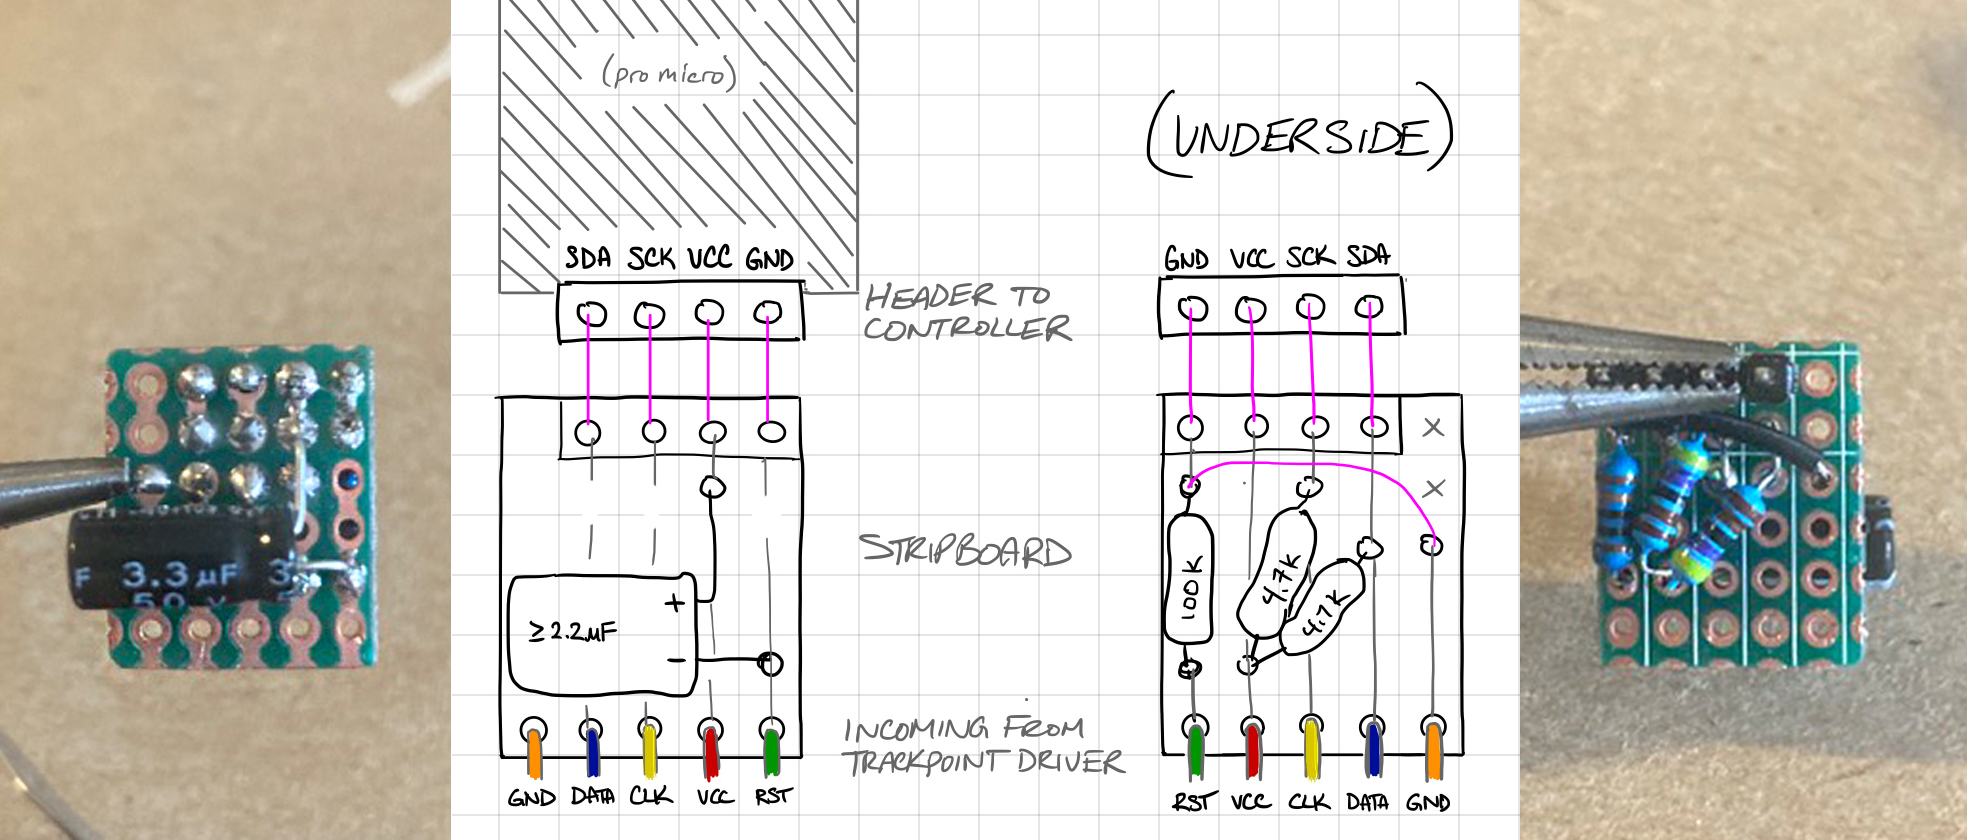 (pro micro)
(UNDERSIDE)
SDA SCK VCC GND
GND VCC SCK SDA
HEADER TO
CONTROLLER
X
X
STRIPBOARD
100K
4.7K
4.7K
+
≥2.2µF
−
F 3.3µF 3
50 V
INCOMING FROM
TRACKPOINT DRIVER
GND DATA CLK VCC RST
RST VCC CLK DATA GND